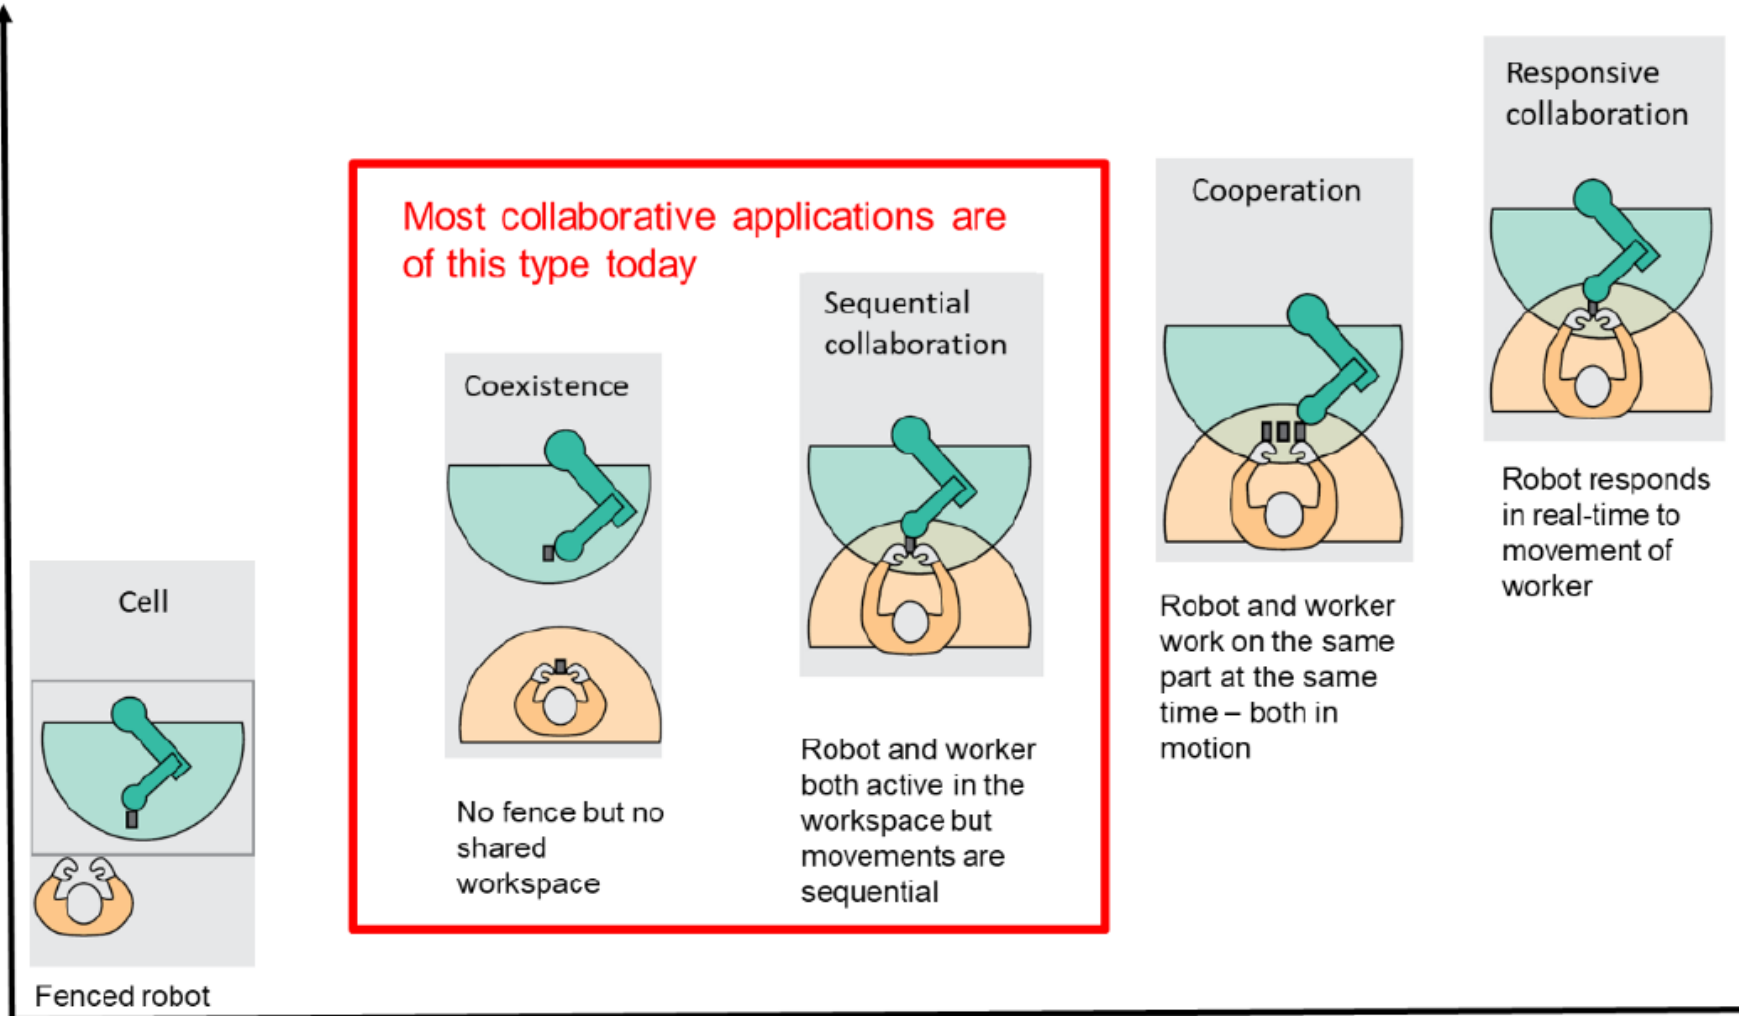 Responsive
collaboration
Cooperation
Most collaborative applications are
of this type today
Sequential
collaboration
Coexistence
Cell
Fenced robot
No fence but no
shared
workspace
Robot and worker
both active in the
workspace but
movements are
sequential
Robot and worker
work on the same
part at the same
time – both in
motion
Robot responds
in real-time to
movement of
worker